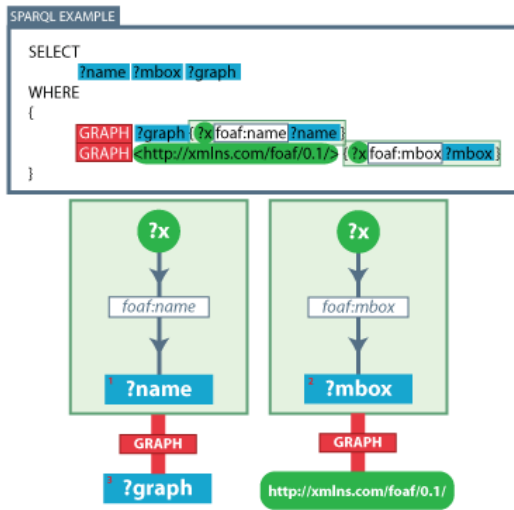 SPARQL EXAMPLE
SELECT
?name ?mbox ?graph
WHERE
{
GRAPH ?graph { ?x foaf:name ?name }
GRAPH <http://xmlns.com/foaf/0.1/> { ?x foaf:mbox ?mbox }
}
?x ?x
foaf:name foaf:mbox
1 ?name 2 ?mbox
GRAPH GRAPH
3 ?graph http://xmlns.com/foaf/0.1/